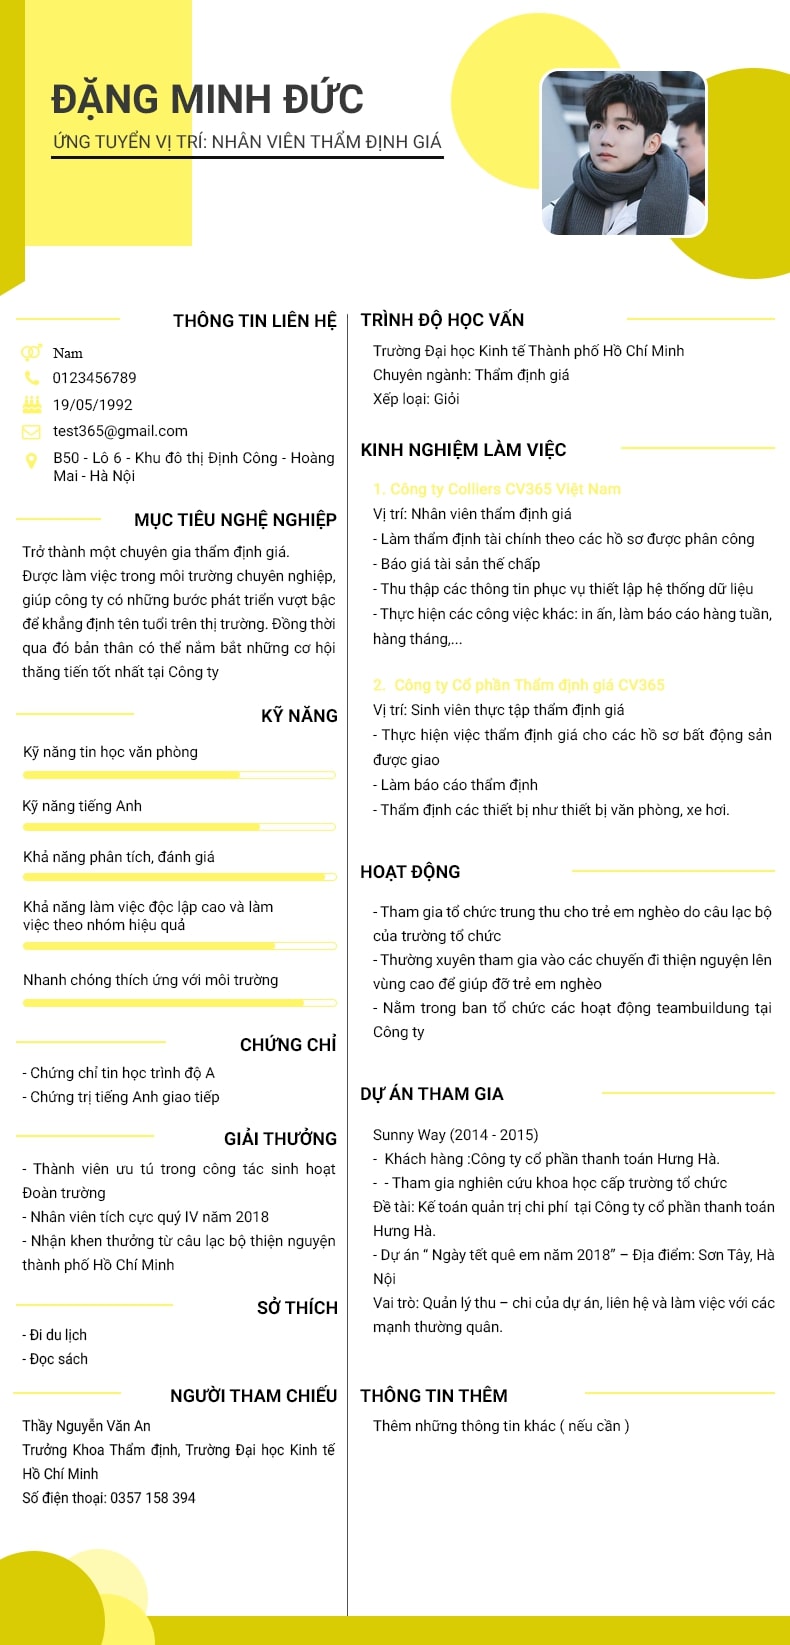 ĐẶNG MINH ĐỨC
ỨNG TUYỂN VỊ TRÍ: NHÂN VIÊN THẨM ĐỊNH GIÁ
THÔNG TIN LIÊN HỆ
Nam
0123456789
19/05/1992
test365@gmail.com
B50 - Lô 6 - Khu đô thị Định Công - Hoàng
Mai - Hà Nội
MỤC TIÊU NGHỆ NGHIỆP
Trở thành một chuyên gia thẩm định giá.
Được làm việc trong môi trường chuyên nghiệp,
giúp công ty có những bước phát triển vượt bậc
để khẳng định tên tuổi trên thị trường. Đồng thời
qua đó bản thân có thể nắm bắt những cơ hội
thăng tiến tốt nhất tại Công ty
KỸ NĂNG
Kỹ năng tin học văn phòng
Kỹ năng tiếng Anh
Khả năng phân tích, đánh giá
Khả năng làm việc độc lập cao và làm
việc theo nhóm hiệu quả
Nhanh chóng thích ứng với môi trường
CHỨNG CHỈ
- Chứng chỉ tin học trình độ A
- Chứng trị tiếng Anh giao tiếp
GIẢI THƯỞNG
- Thành viên ưu tú trong công tác sinh hoạt
Đoàn trường
- Nhân viên tích cực quý IV năm 2018
- Nhận khen thưởng từ câu lạc bộ thiện nguyện
thành phố Hồ Chí Minh
SỞ THÍCH
- Đi du lịch
- Đọc sách
NGƯỜI THAM CHIẾU
Thầy Nguyễn Văn An
Trưởng Khoa Thẩm định, Trường Đại học Kinh tế
Hồ Chí Minh
Số điện thoại: 0357 158 394
TRÌNH ĐỘ HỌC VẤN
Trường Đại học Kinh tế Thành phố Hồ Chí Minh
Chuyên ngành: Thẩm định giá
Xếp loại: Giỏi
KINH NGHIỆM LÀM VIỆC
1. Công ty Colliers CV365 Việt Nam
Vị trí: Nhân viên thẩm định giá
- Làm thẩm định tài chính theo các hồ sơ được phân công
- Báo giá tài sản thế chấp
- Thu thập các thông tin phục vụ thiết lập hệ thống dữ liệu
- Thực hiện các công việc khác: in ấn, làm báo cáo hàng tuần,
hàng tháng,...
2. Công ty Cổ phần Thẩm định giá CV365
Vị trí: Sinh viên thực tập thẩm định giá
- Thực hiện việc thẩm định giá cho các hồ sơ bất động sản
được giao
- Làm báo cáo thẩm định
- Thẩm định các thiết bị như thiết bị văn phòng, xe hơi.
HOẠT ĐỘNG
- Tham gia tổ chức trung thu cho trẻ em nghèo do câu lạc bộ
của trường tổ chức
- Thường xuyên tham gia vào các chuyến đi thiện nguyện lên
vùng cao để giúp đỡ trẻ em nghèo
- Nằm trong ban tổ chức các hoạt động teambuildung tại
Công ty
DỰ ÁN THAM GIA
Sunny Way (2014 - 2015)
- Khách hàng :Công ty cổ phần thanh toán Hưng Hà.
- - Tham gia nghiên cứu khoa học cấp trường tổ chức
Đề tài: Kế toán quản trị chi phí tại Công ty cổ phần thanh toán
Hưng Hà.
- Dự án “ Ngày tết quê em năm 2018” – Địa điểm: Sơn Tây, Hà
Nội
Vai trò: Quản lý thu – chi của dự án, liên hệ và làm việc với các
mạnh thường quân.
THÔNG TIN THÊM
Thêm những thông tin khác ( nếu cần )